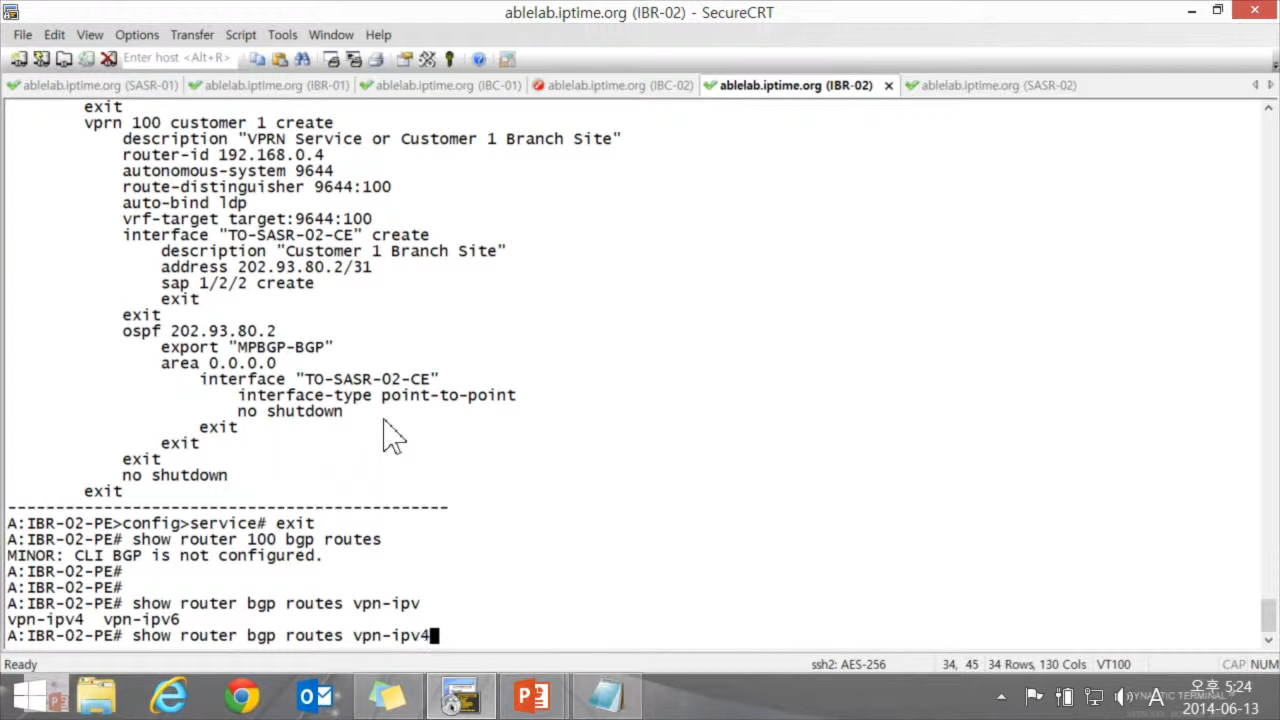 ablelab.iptime.org (IBR-02) - SecureCRT
File Edit View Options Transfer Script Tools Window Help
Enter host <Alt+R>
ablelab.iptime.org (SASR-01) ablelab.iptime.org (IBR-01) ablelab.iptime.org (IBC-01) ablelab.iptime.org (IBC-02) ablelab.iptime.org (IBR-02) ablelab.iptime.org (SASR-02)
exit
vprn 100 customer 1 create
description "VPRN Service or Customer 1 Branch Site"
router-id 192.168.0.4
autonomous-system 9644
route-distinguisher 9644:100
auto-bind ldp
vrf-target target:9644:100
interface "TO-SASR-02-CE" create
description "Customer 1 Branch Site"
address 202.93.80.2/31
sap 1/2/2 create
exit
exit
ospf 202.93.80.2
export "MPBGP-BGP"
area 0.0.0.0
interface "TO-SASR-02-CE"
interface-type point-to-point
no shutdown
exit
exit
exit
no shutdown
exit
----------------------------------------------
A:IBR-02-PE>config>service# exit
A:IBR-02-PE# show router 100 bgp routes
MINOR: CLI BGP is not configured.
A:IBR-02-PE#
A:IBR-02-PE#
A:IBR-02-PE# show router bgp routes vpn-ipv
vpn-ipv4 vpn-ipv6
A:IBR-02-PE# show router bgp routes vpn-ipv4
Ready ssh2: AES-256 34, 45 34 Rows, 130 Cols VT100 CAP NUM
A 오후 5:24
2014-06-13